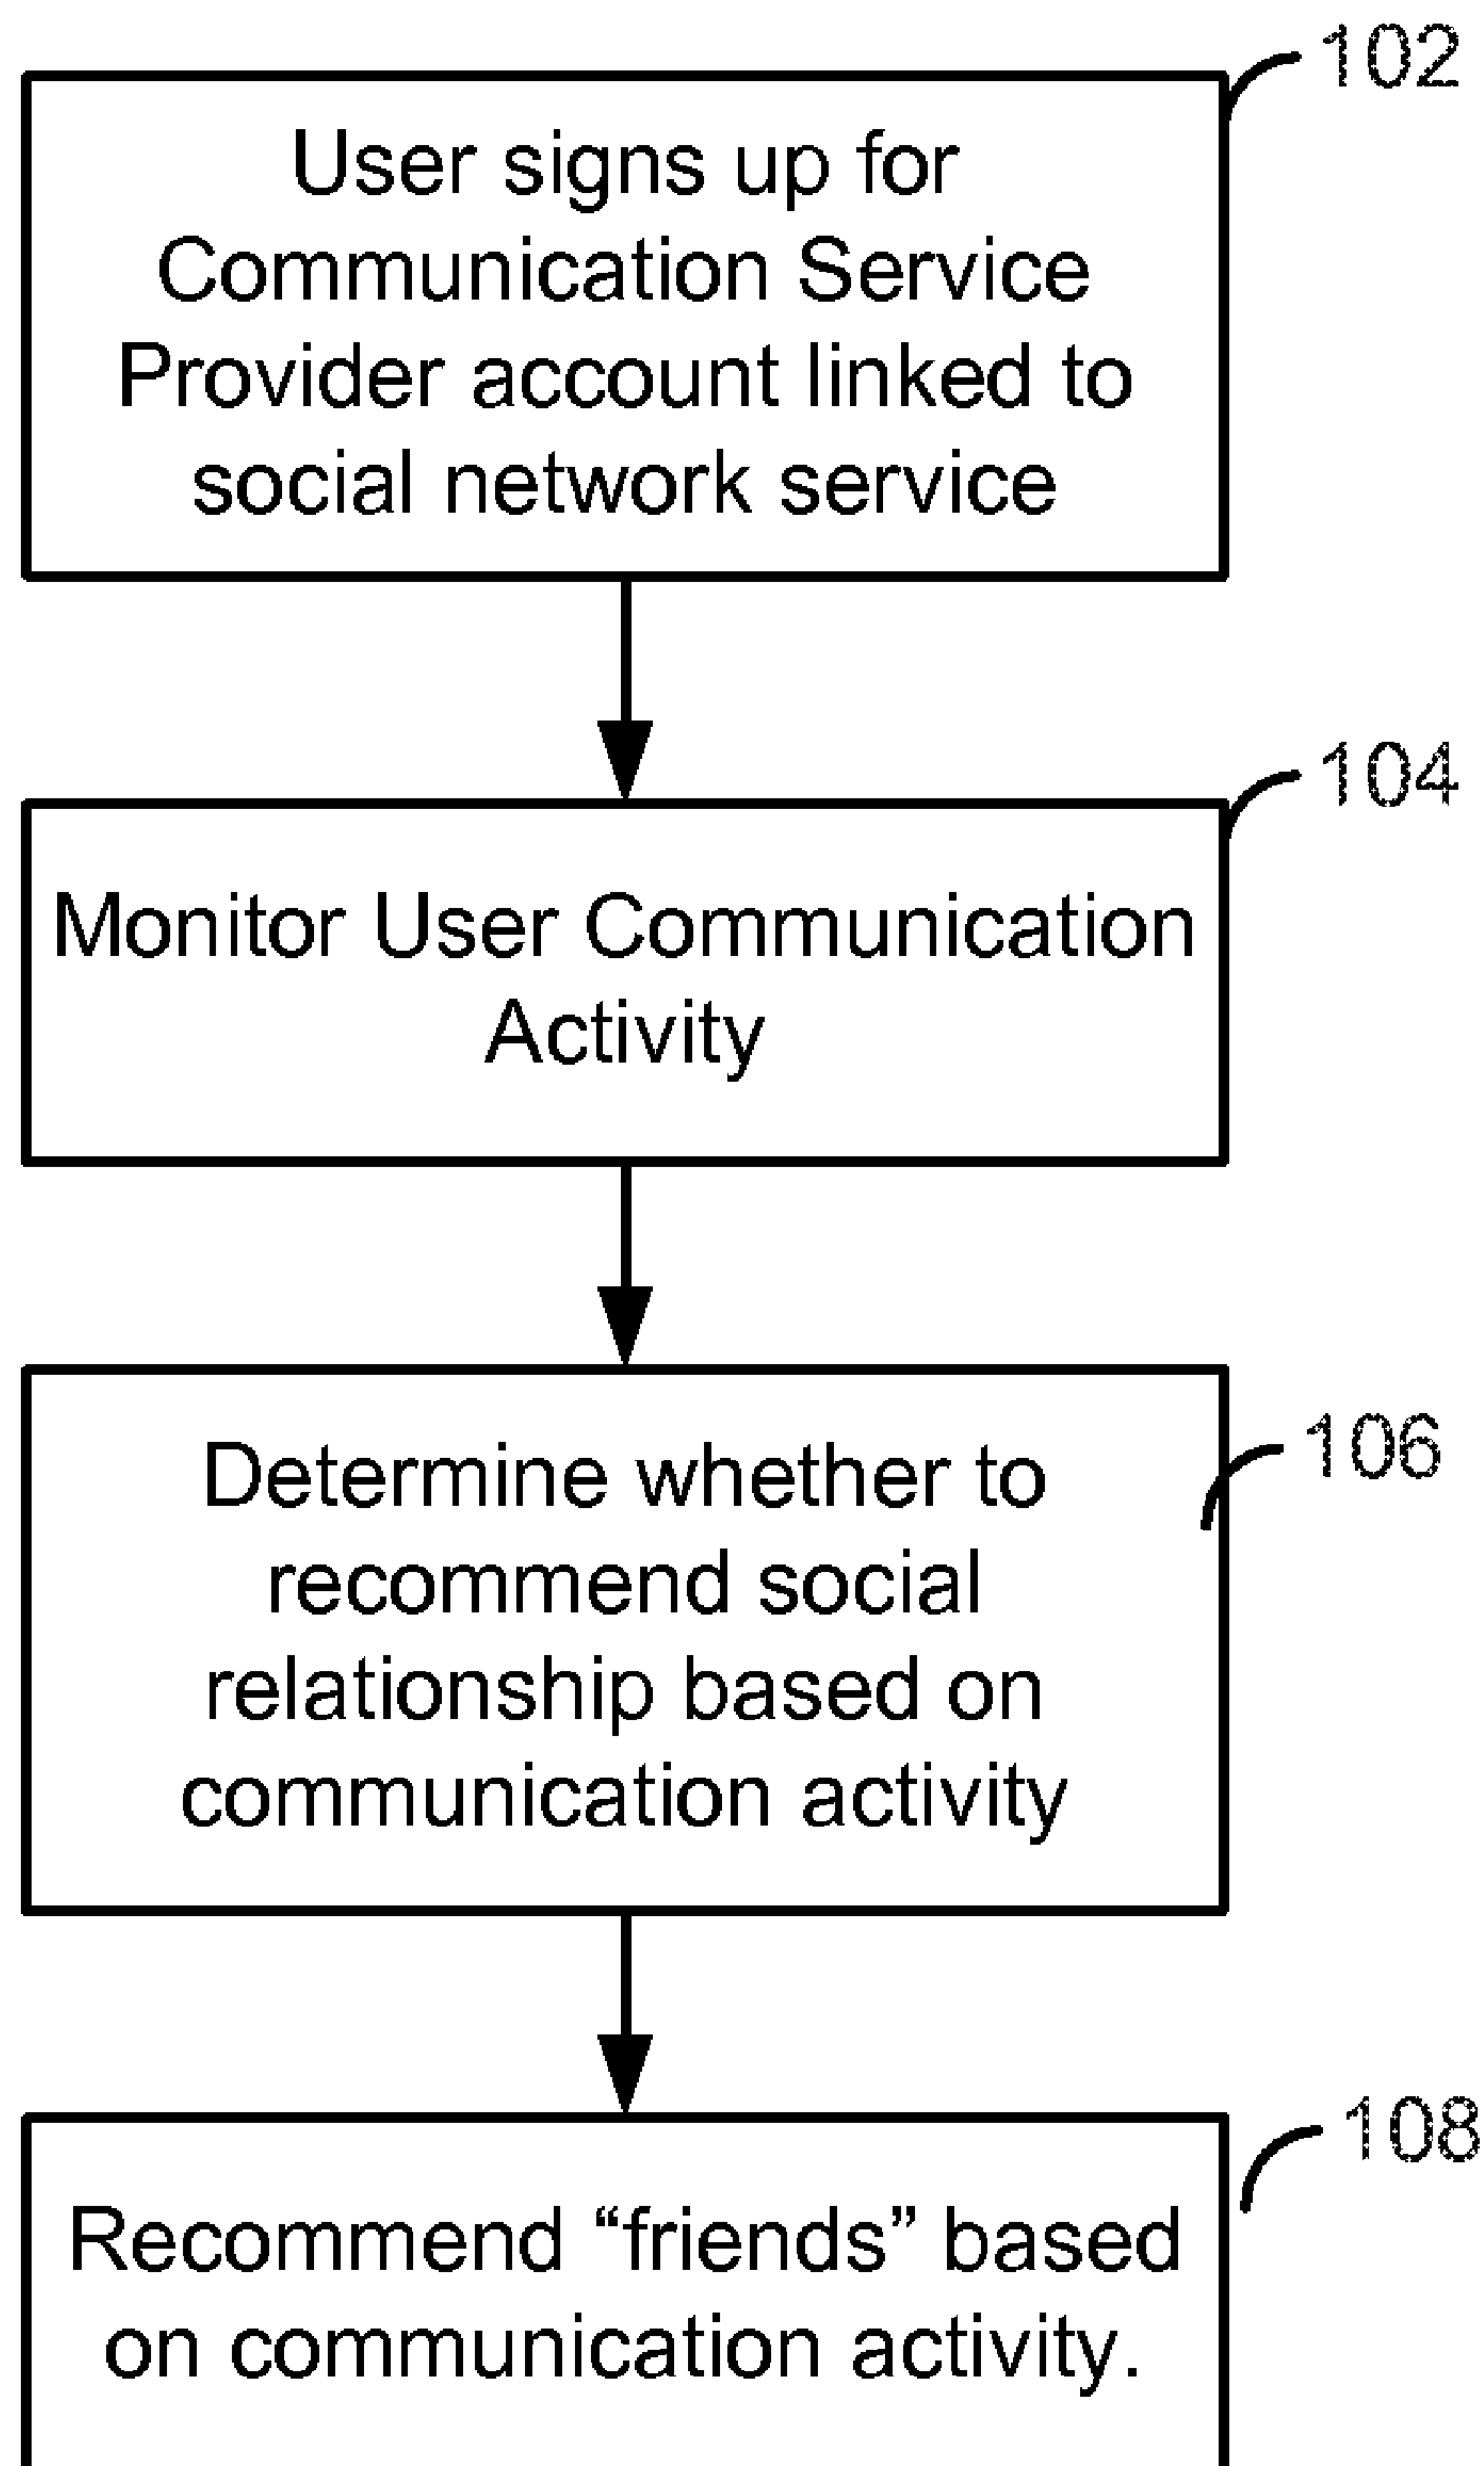 102
User signs up for
Communication Service
Provider account linked to
social network service
104
Monitor User Communication
Activity
106
Determine whether to
recommend social
relationship based on
communication activity
108
Recommend “friends” based
on communication activity.